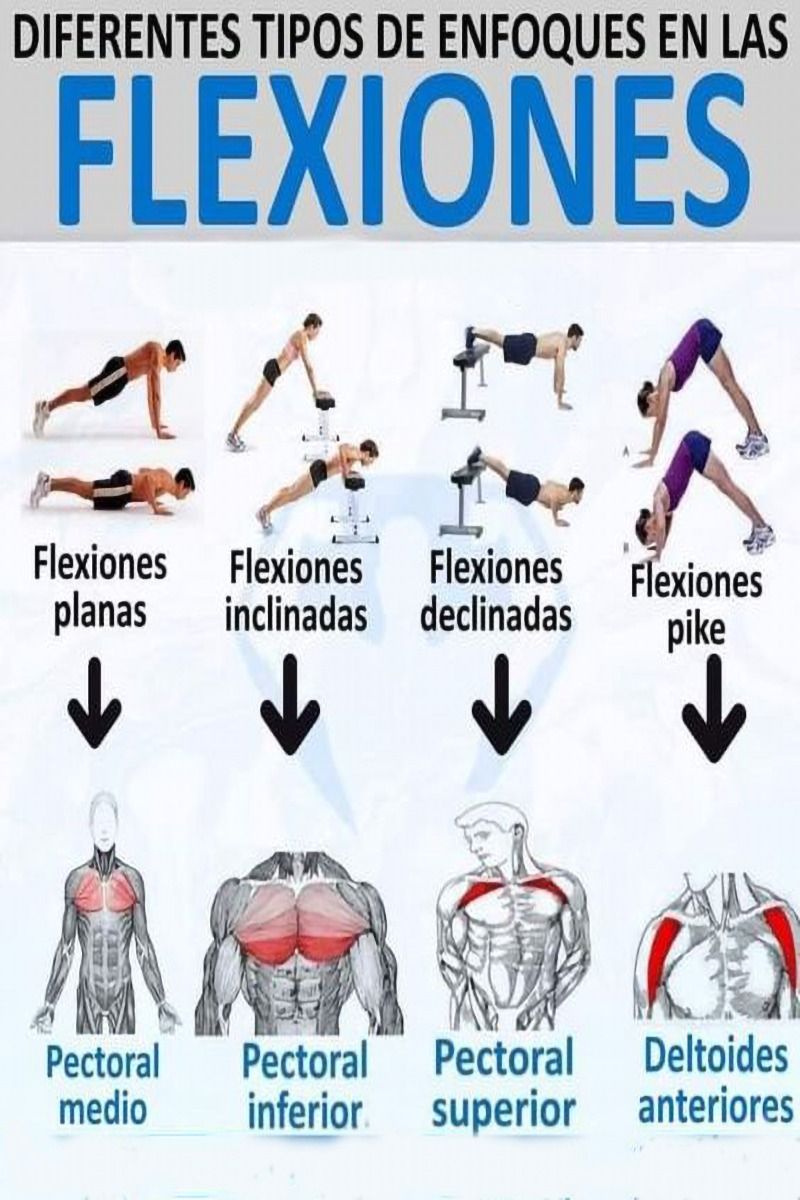 DIFERENTES TIPOS DE ENFOQUES EN LAS
FLEXIONES
Flexiones
planas
Flexiones
inclinadas
Flexiones
declinadas
Flexiones
pike
Pectoral
medio
Pectoral
inferior
Pectoral
superior
Deltoides
anteriores